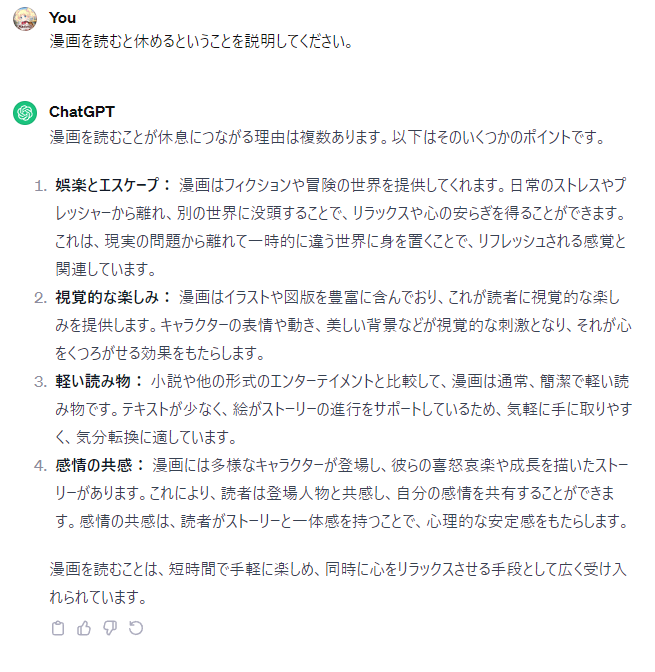 You
漫画を読むと休めるということを説明してください。
ChatGPT
漫画を読むことが休息につながる理由は複数あります。以下はそのいくつかのポイントです。
1. 娯楽とエスケープ： 漫画はフィクションや冒険の世界を提供してくれます。日常のストレスやプ
レッシャーから離れ、別の世界に没頭することで、リラックスや心の安らぎを得ることができます。
これは、現実の問題から離れて一時的に違う世界に身を置くことで、リフレッシュされる感覚と
関連しています。
2. 視覚的な楽しみ： 漫画はイラストや図版を豊富に含んでおり、これが読者に視覚的な楽し
みを提供します。キャラクターの表情や動き、美しい背景などが視覚的な刺激となり、それが心
をくつろがせる効果をもたらします。
3. 軽い読み物： 小説や他の形式のエンターテイメントと比較して、漫画は通常、簡潔で軽い読
み物です。テキストが少なく、絵がストーリーの進行をサポートしているため、気軽に手に取りやす
く、気分転換に適しています。
4. 感情の共感： 漫画には多様なキャラクターが登場し、彼らの喜怒哀楽や成長を描いたストー
リーがあります。これにより、読者は登場人物と共感し、自分の感情を共有することができま
す。感情の共感は、読者がストーリーと一体感を持つことで、心理的な安定感をもたらします。
漫画を読むことは、短時間で手軽に楽しめ、同時に心をリラックスさせる手段として広く受け入
れられています。